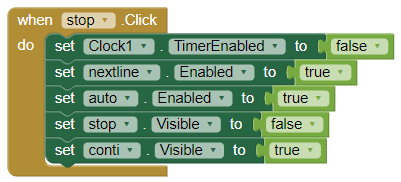 when stop .Click
do set Clock1 . TimerEnabled to false
set nextline . Enabled to true
set auto . Enabled to true
set stop . Visible to false
set conti . Visible to true